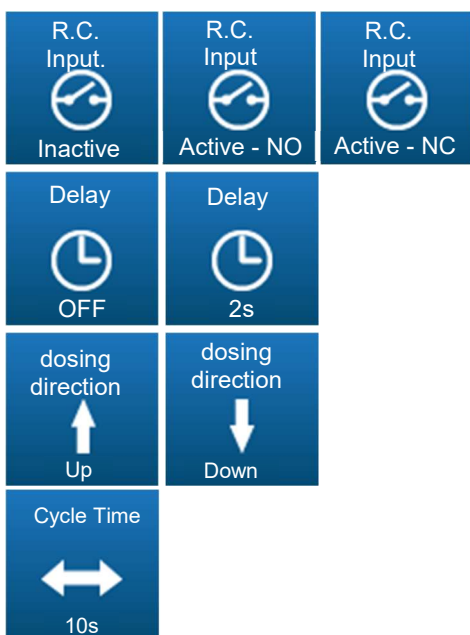 R.C.
Input.
Inactive
R.C.
Input
Active - NO
R.C.
Input
Active - NC
Delay
OFF
Delay
2s
dosing
direction
Up
dosing
direction
Down
Cycle Time
10s